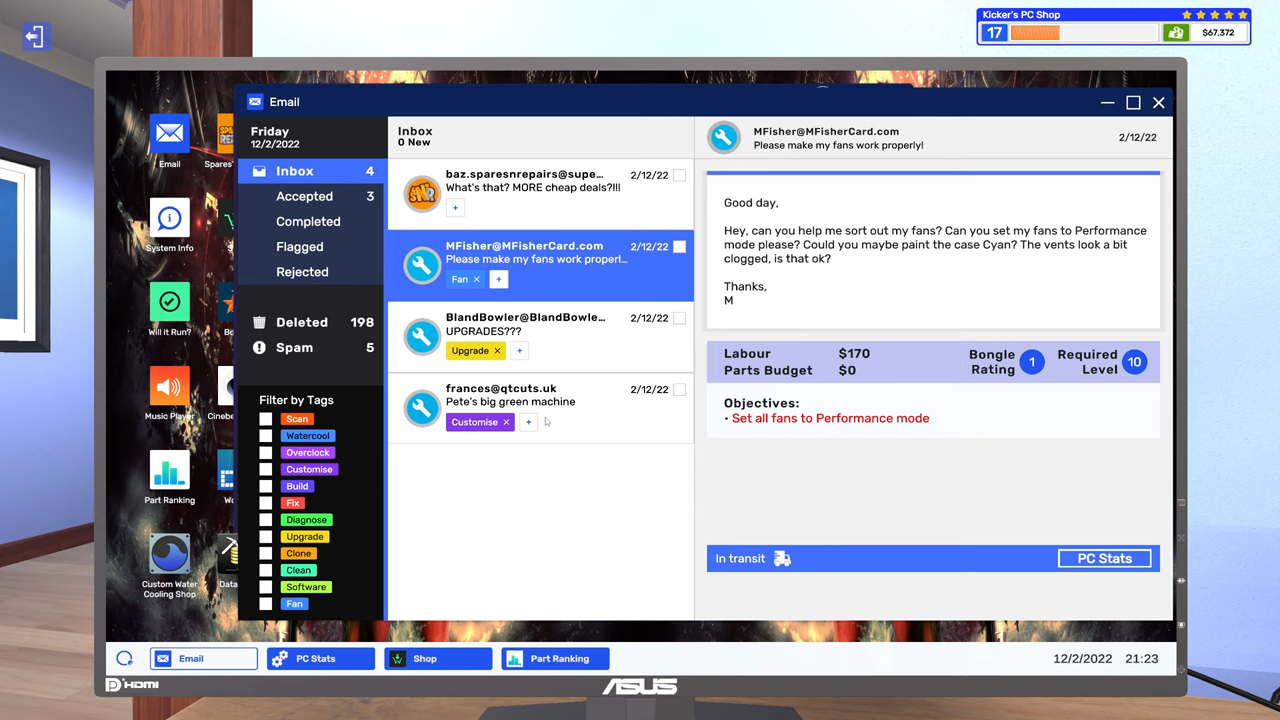 Kicker's PC Shop
17
$67,372
Email
System Info
Will it Run?
Music Player
Part Ranking
Custom Water
Cooling Shop
Email
Friday
12/2/2022
Inbox 4
Accepted 3
Completed
Flagged
Rejected
Deleted 198
Spam 5
Filter by Tags
Scan
Watercool
Overclock
Customise
Build
Fix
Diagnose
Upgrade
Clone
Clean
Software
Fan
Inbox
0 New
baz.sparesnrepairs@supe... 2/12/22
What's that? MORE cheap deals?!!!
+
MFisher@MFisherCard.com 2/12/22
Please make my fans work properl...
Fan × +
BlandBowler@BlandBowle... 2/12/22
UPGRADES???
Upgrade × +
frances@qtcuts.uk 2/12/22
Pete's big green machine
Customise × +
MFisher@MFisherCard.com
Please make my fans work properly!
2/12/22
Good day,
Hey, can you help me sort out my fans? Can you set my fans to Performance
mode please? Could you maybe paint the case Cyan? The vents look a bit
clogged, is that ok?
Thanks,
M
Labour $170
Parts Budget $0
Bongle
Rating 1
Required
Level 10
Objectives:
• Set all fans to Performance mode
In transit
PC Stats
Email
PC Stats
Shop
Part Ranking
12/2/2022 21:23
HDMI
ASUS